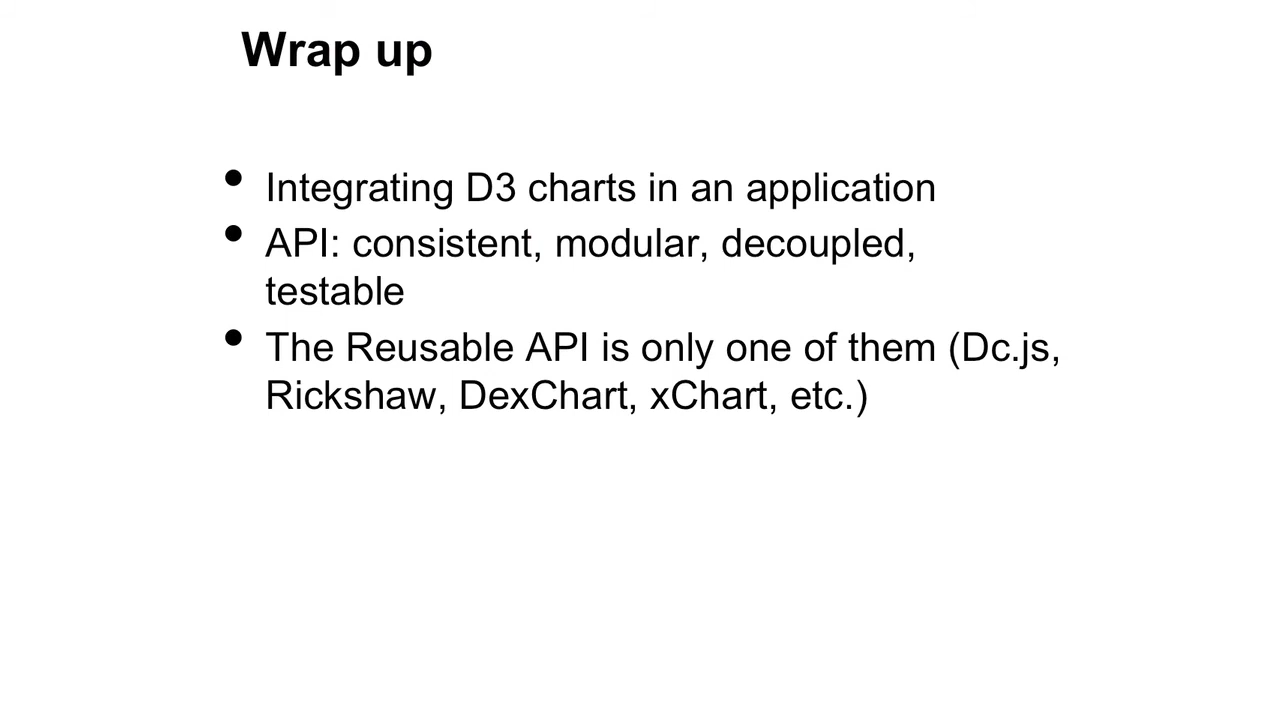 Wrap up
• Integrating D3 charts in an application
• API: consistent, modular, decoupled,
testable
• The Reusable API is only one of them (Dc.js,
Rickshaw, DexChart, xChart, etc.)